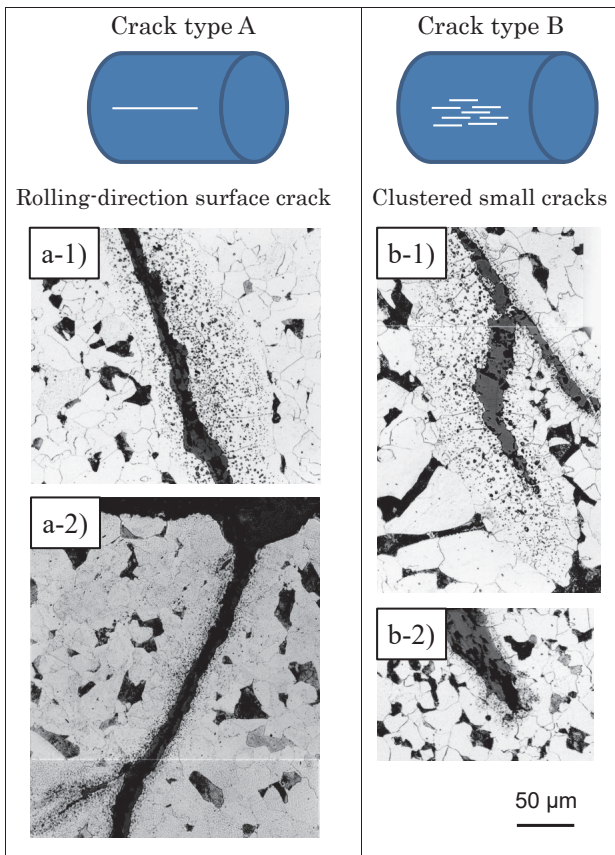 Crack type A
Rolling-direction surface crack
a-1)
a-2)
Crack type B
Clustered small cracks
b-1)
b-2)
50 µm